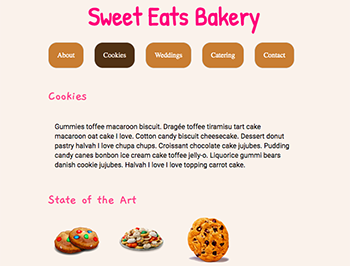 Sweet Eats Bakery
About Cookies Weddings Catering Contact
Cookies
Gummies toffee macaroon biscuit. Dragée toffee tiramisu tart cake
macaroon oat cake I love. Cotton candy biscuit cheesecake. Dessert donut
pastry halvah I love chupa chups. Croissant chocolate cake jujubes. Pudding
candy canes bonbon ice cream cake toffee jelly-o. Liquorice gummi bears
danish cookie jujubes. Halvah I love I love topping carrot cake.
State of the Art